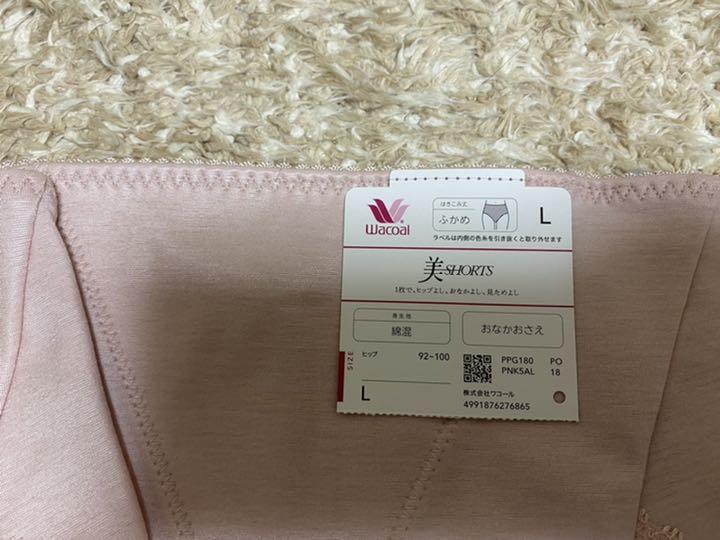 Wacoal
はきこみ丈
ふかめ
L
ラベルは内側の色糸を引き抜くと取り外せます
美SHORTS
1枚で、ヒップよし、おなかよし、見ためよし
身生地
綿混
おなかおさえ
SIZE
ヒップ 92~100
L
PPG180 PO
PNK5AL 18
株式会社ワコール
4991876276865